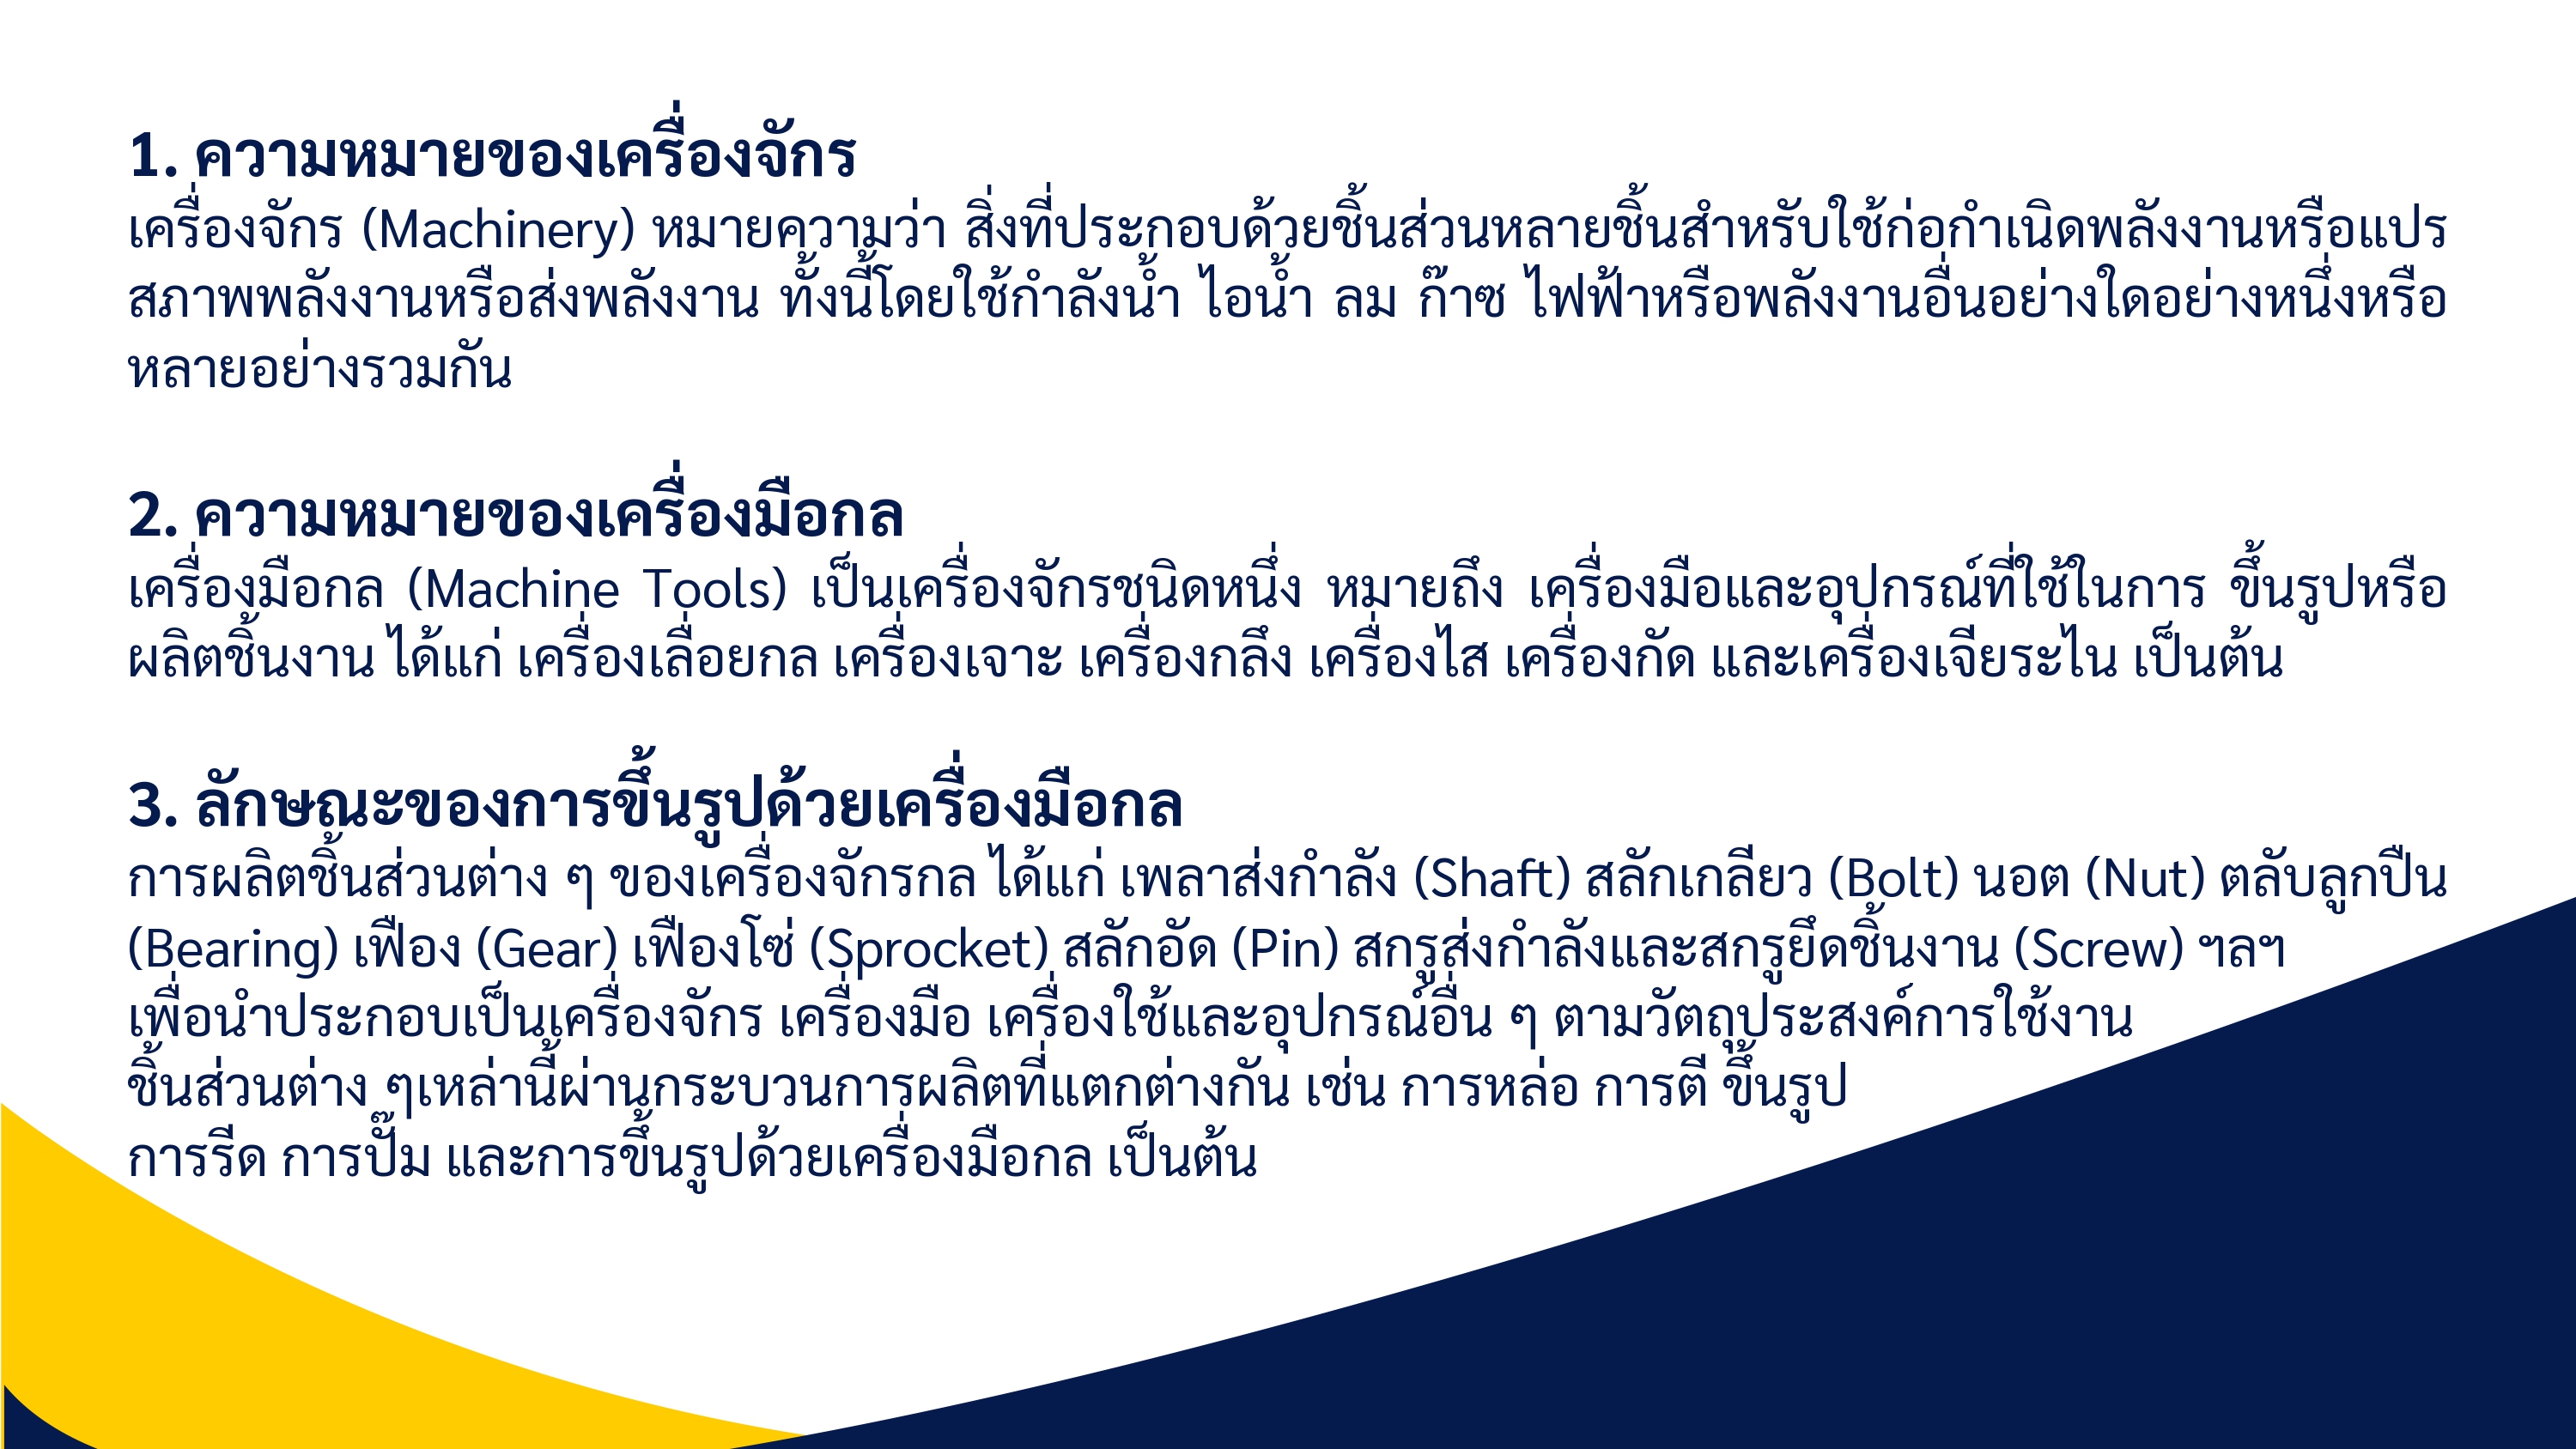 1. ความหมายของเครื่องจักร
เครื่องจักร (Machinery) หมายความว่า สิ่งที่ประกอบด้วยชิ้นส่วนหลายชิ้นสำหรับใช้ก่อกำเนิดพลังงานหรือแปร
สภาพพลังงานหรือส่งพลังงาน ทั้งนี้โดยใช้กำลังน้ำ ไอน้ำ ลม ก๊าซ ไฟฟ้าหรือพลังงานอื่นอย่างใดอย่างหนึ่งหรือ
หลายอย่างรวมกัน
2. ความหมายของเครื่องมือกล
เครื่องมือกล (Machine Tools) เป็นเครื่องจักรชนิดหนึ่ง หมายถึง เครื่องมือและอุปกรณ์ที่ใช้ในการ ขึ้นรูปหรือ
ผลิตชิ้นงาน ได้แก่ เครื่องเลื่อยกล เครื่องเจาะ เครื่องกลึง เครื่องไส เครื่องกัด และเครื่องเจียระไน เป็นต้น
3. ลักษณะของการขึ้นรูปด้วยเครื่องมือกล
การผลิตชิ้นส่วนต่าง ๆ ของเครื่องจักรกล ได้แก่ เพลาส่งกำลัง (Shaft) สลักเกลียว (Bolt) นอต (Nut) ตลับลูกปืน
(Bearing) เฟือง (Gear) เฟืองโซ่ (Sprocket) สลักอัด (Pin) สกรูส่งกำลังและสกรูยึดชิ้นงาน (Screw) ฯลฯ
เพื่อนำประกอบเป็นเครื่องจักร เครื่องมือ เครื่องใช้และอุปกรณ์อื่น ๆ ตามวัตถุประสงค์การใช้งาน
ชิ้นส่วนต่าง ๆเหล่านี้ผ่านกระบวนการผลิตที่แตกต่างกัน เช่น การหล่อ การตี ขึ้นรูป
การรีด การปั๊ม และการขึ้นรูปด้วยเครื่องมือกล เป็นต้น